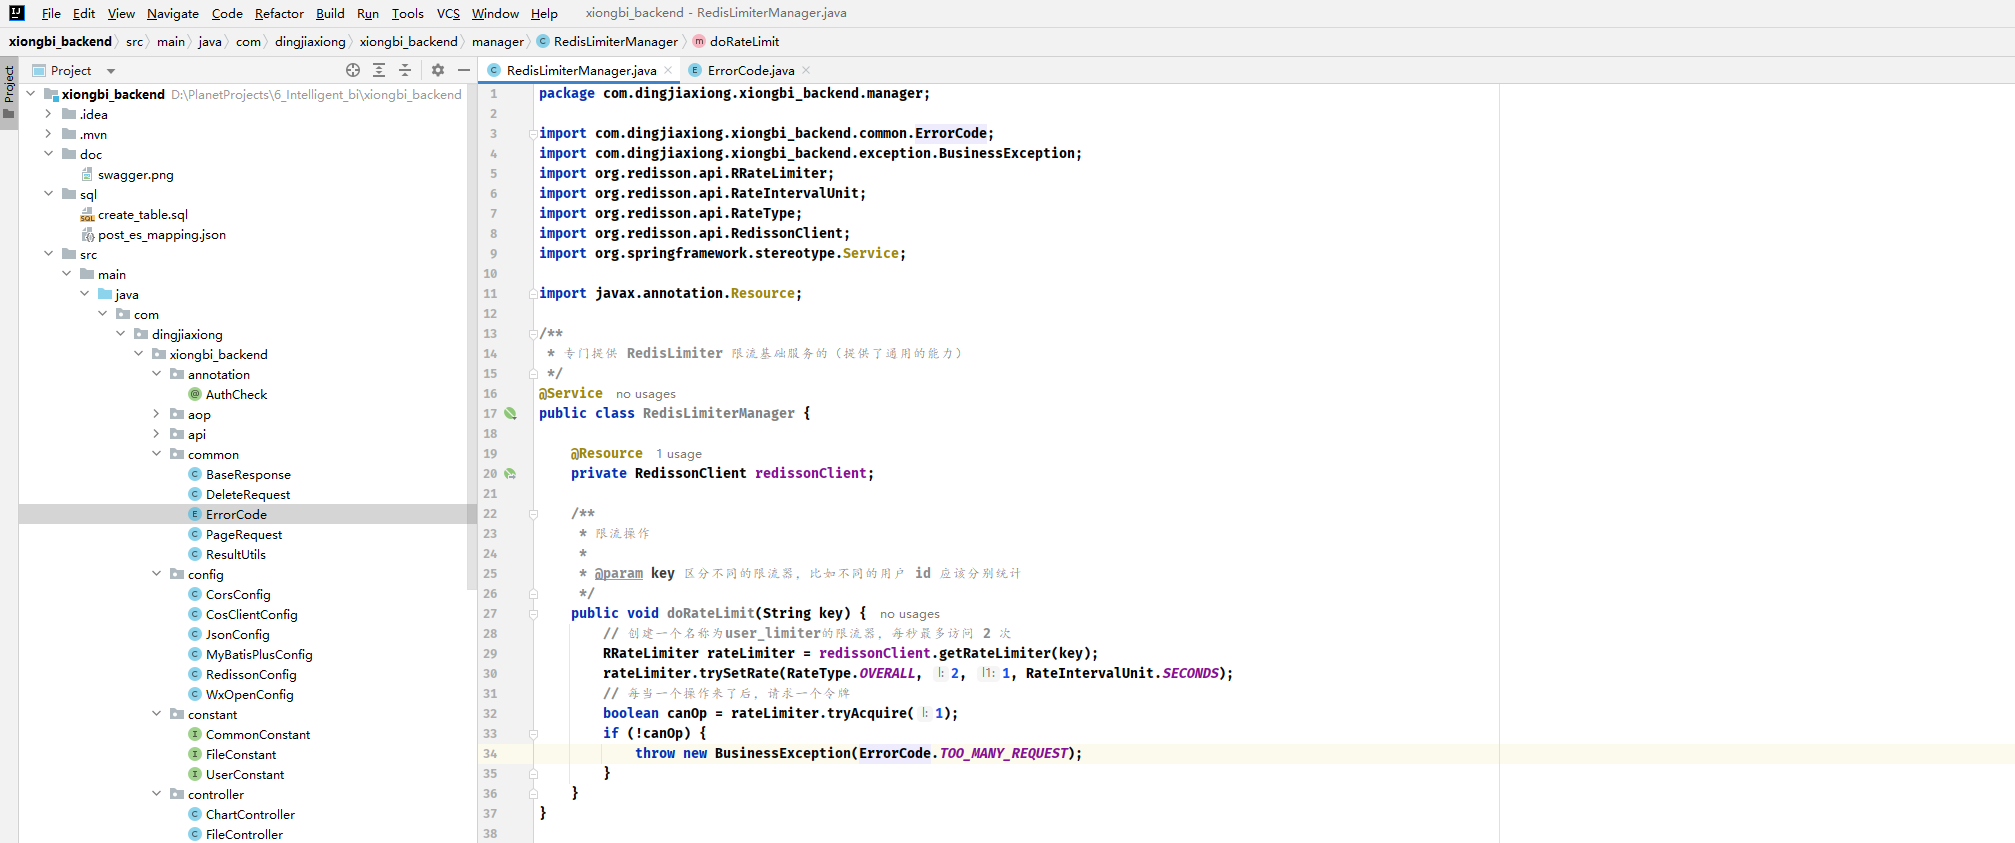 File Edit View Navigate Code Refactor Build Run Tools VCS Window Help xiongbi_backend - RedisLimiterManager.java
xiongbi_backend src main java com dingjiaxiong xiongbi_backend manager RedisLimiterManager doRateLimit
Project
Project
RedisLimiterManager.java
ErrorCode.java
xiongbi_backend D:\PlanetProjects\6_Intelligent_bi\xiongbi_backend
.idea
.mvn
doc
swagger.png
sql
create_table.sql
post_es_mapping.json
src
main
java
com
dingjiaxiong
xiongbi_backend
annotation
AuthCheck
aop
api
common
BaseResponse
DeleteRequest
ErrorCode
PageRequest
ResultUtils
config
CorsConfig
CosClientConfig
JsonConfig
MyBatisPlusConfig
RedissonConfig
WxOpenConfig
constant
CommonConstant
FileConstant
UserConstant
controller
ChartController
FileController
1 package com.dingjiaxiong.xiongbi_backend.manager;
2
3 import com.dingjiaxiong.xiongbi_backend.common.ErrorCode;
4 import com.dingjiaxiong.xiongbi_backend.exception.BusinessException;
5 import org.redisson.api.RRateLimiter;
6 import org.redisson.api.RateIntervalUnit;
7 import org.redisson.api.RateType;
8 import org.redisson.api.RedissonClient;
9 import org.springframework.stereotype.Service;
10
11 import javax.annotation.Resource;
12
13 /**
14 * 专门提供 RedisLimiter 限流基础服务的（提供了通用的能力）
15 */
16 @Service no usages
17 public class RedisLimiterManager {
18
19 @Resource 1 usage
20 private RedissonClient redissonClient;
21
22 /**
23 * 限流操作
24 *
25 * @param key 区分不同的限流器，比如不同的用户 id 应该分别统计
26 */
27 public void doRateLimit(String key) { no usages
28 // 创建一个名称为user_limiter的限流器，每秒最多访问 2 次
29 RRateLimiter rateLimiter = redissonClient.getRateLimiter(key);
30 rateLimiter.trySetRate(RateType.OVERALL, l: 2, l1: 1, RateIntervalUnit.SECONDS);
31 // 每当一个操作来了后，请求一个令牌
32 boolean canOp = rateLimiter.tryAcquire( l: 1);
33 if (!canOp) {
34 throw new BusinessException(ErrorCode.TOO_MANY_REQUEST);
35 }
36 }
37 }
38